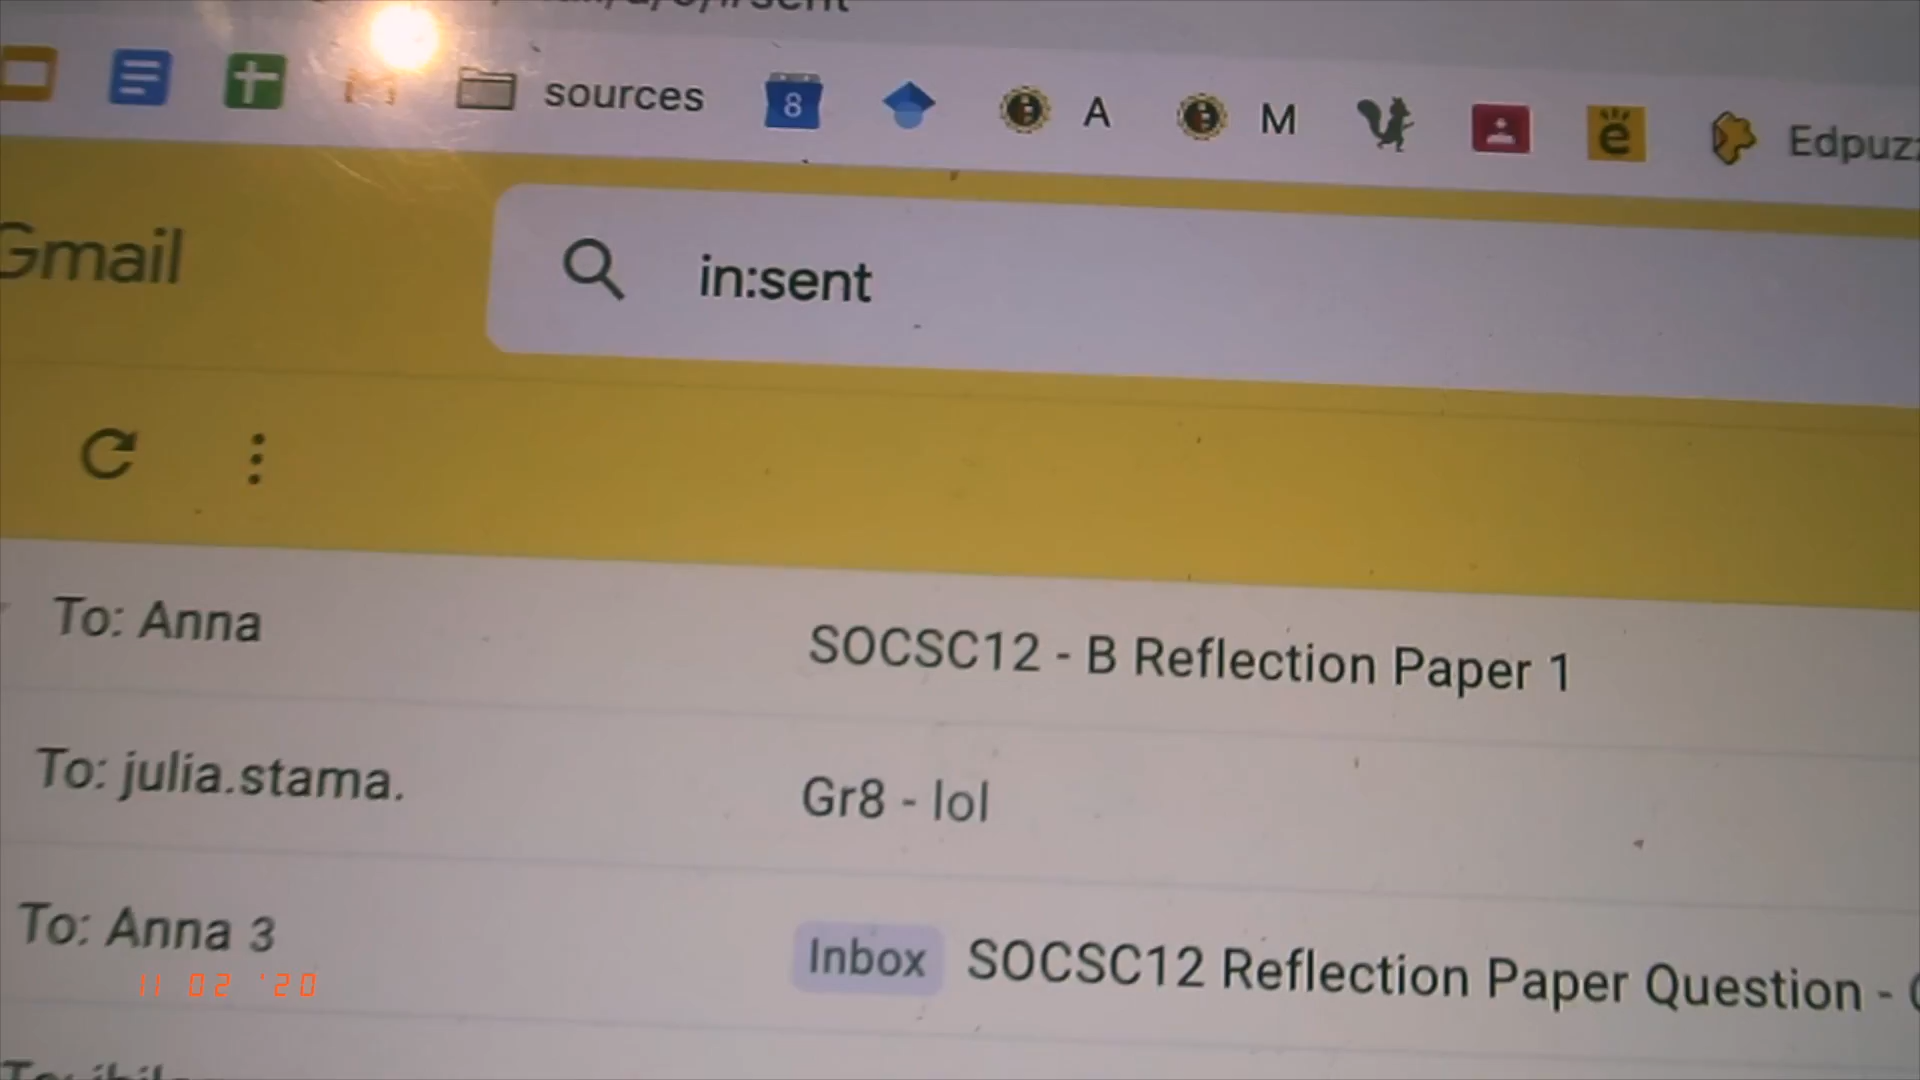 sources 8 A M ë
Gmail in:sent
To: Anna SOCSC12 - B Reflection Paper 1
To: julia.stama. Gr8 - lol
To: Anna 3 Inbox SOCSC12 Reflection Paper Question -
11 02 '20